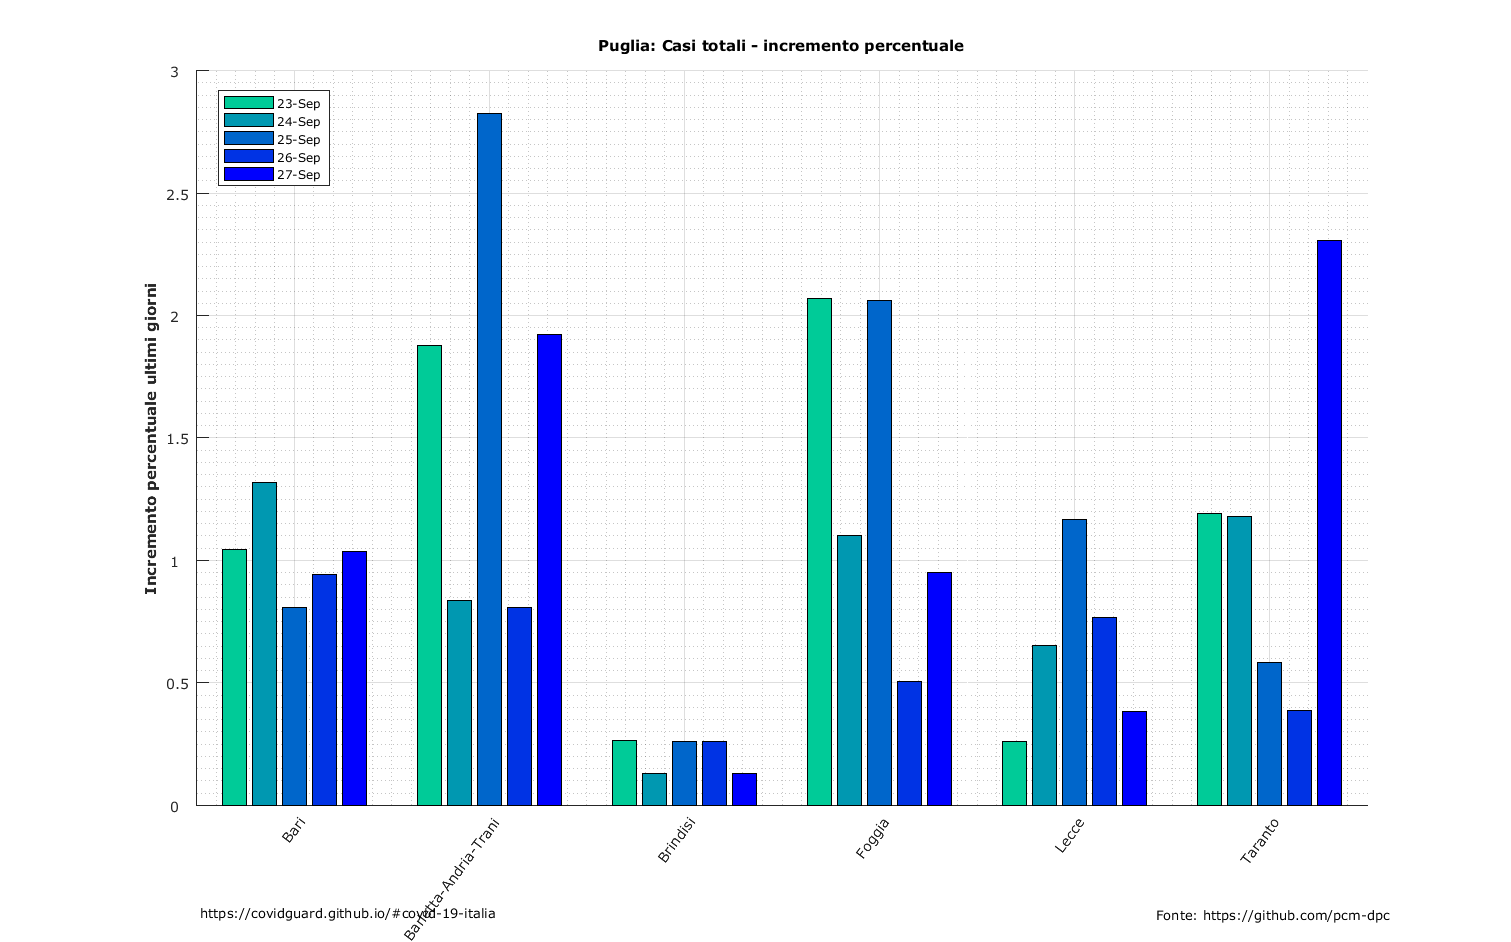 Puglia: Casi totali - incremento percentuale
3
2.5
2
1.5
1
0.5
0
Incremento percentuale ultimi giorni
23-Sep
24-Sep
25-Sep
26-Sep
27-Sep
Bari
Barletta-Andria-Trani
Brindisi
Foggia
Lecce
Taranto
https://covidguard.github.io/#covid-19-italia
Fonte: https://github.com/pcm-dpc